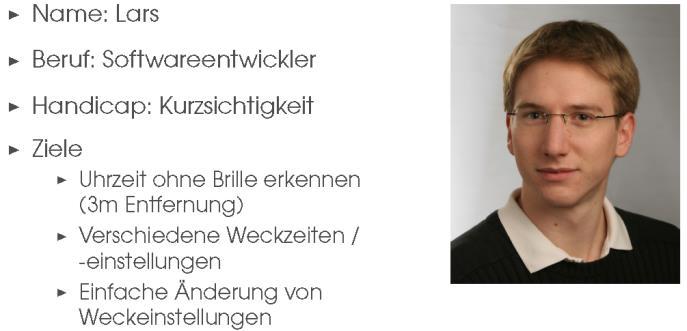 ► Name: Lars
► Beruf: Softwareentwickler
► Handicap: Kurzsichtigkeit
► Ziele
► Uhrzeit ohne Brille erkennen
(3m Entfernung)
► Verschiedene Weckzeiten /
-einstellungen
► Einfache Änderung von
Weckeinstellungen